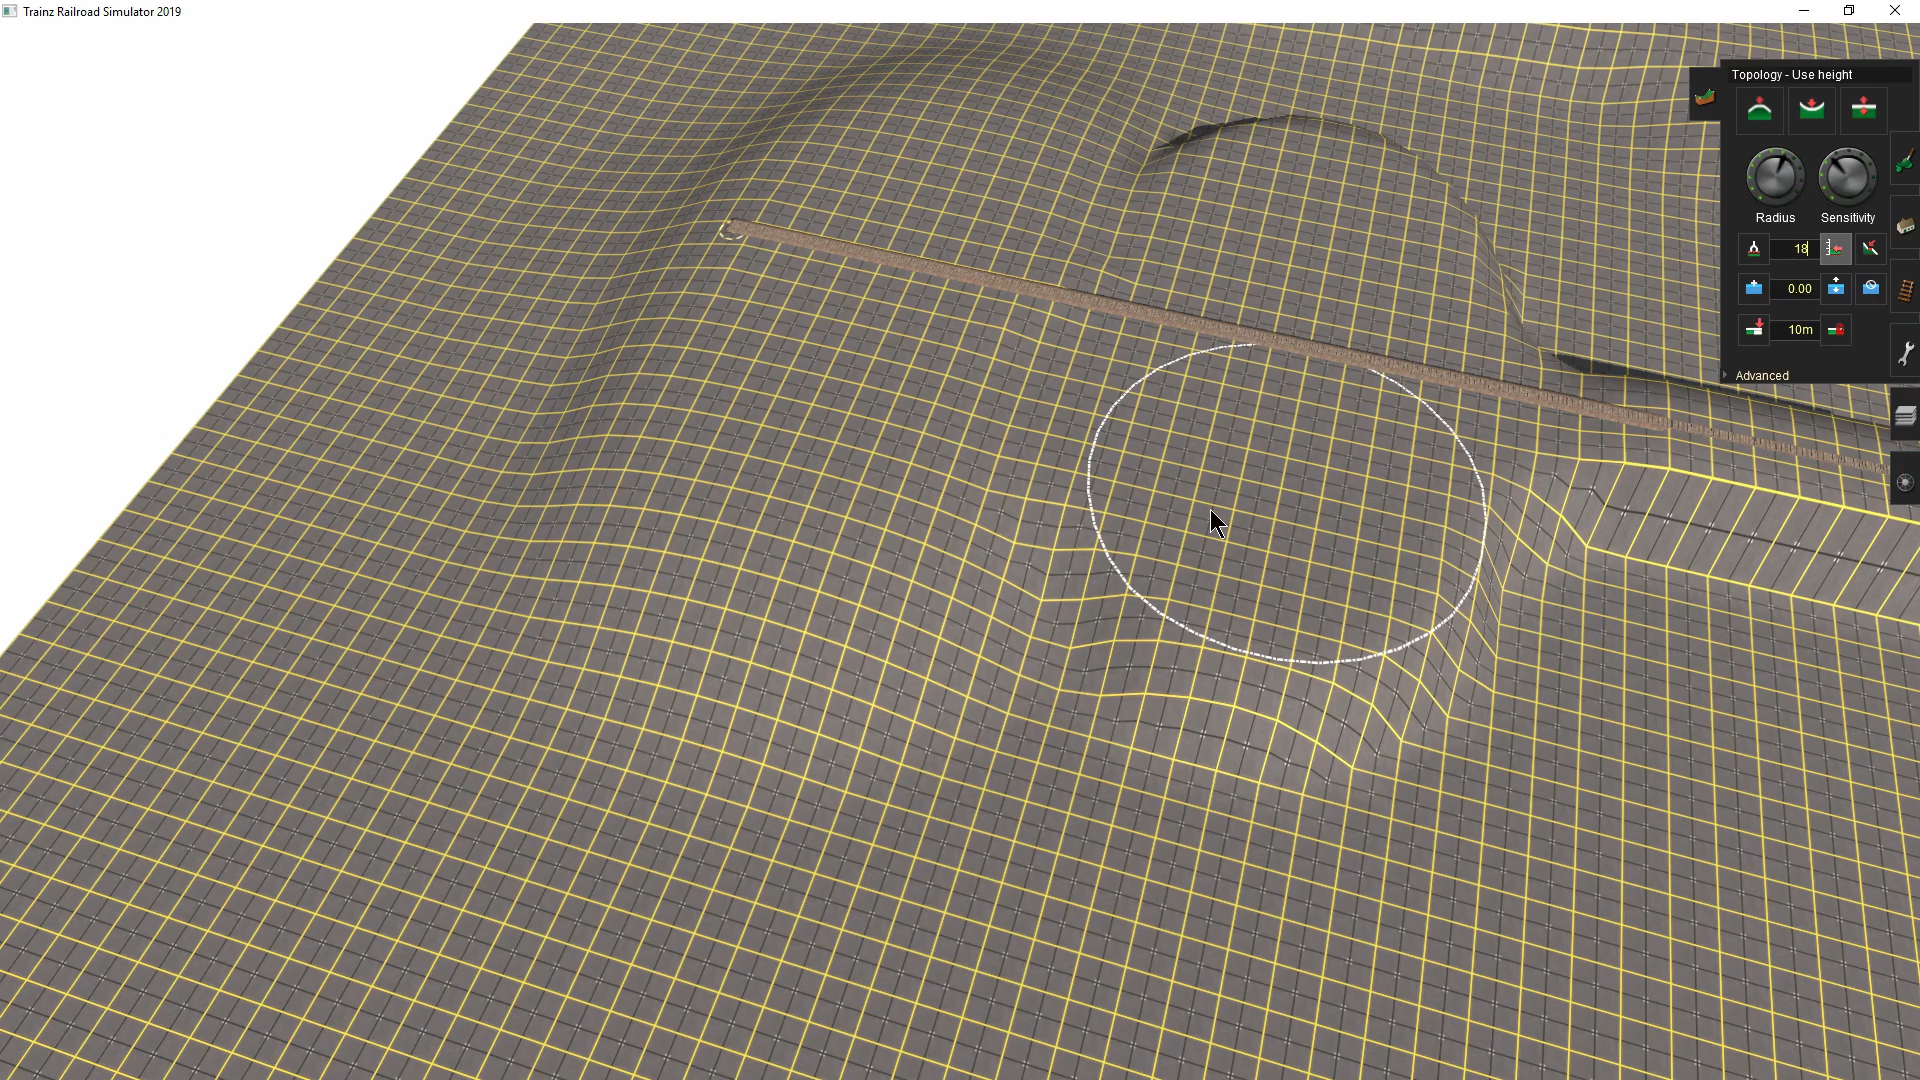 Trainz Railroad Simulator 2019
Topology - Use height
Radius
Sensitivity
18
0.00
10m
Advanced